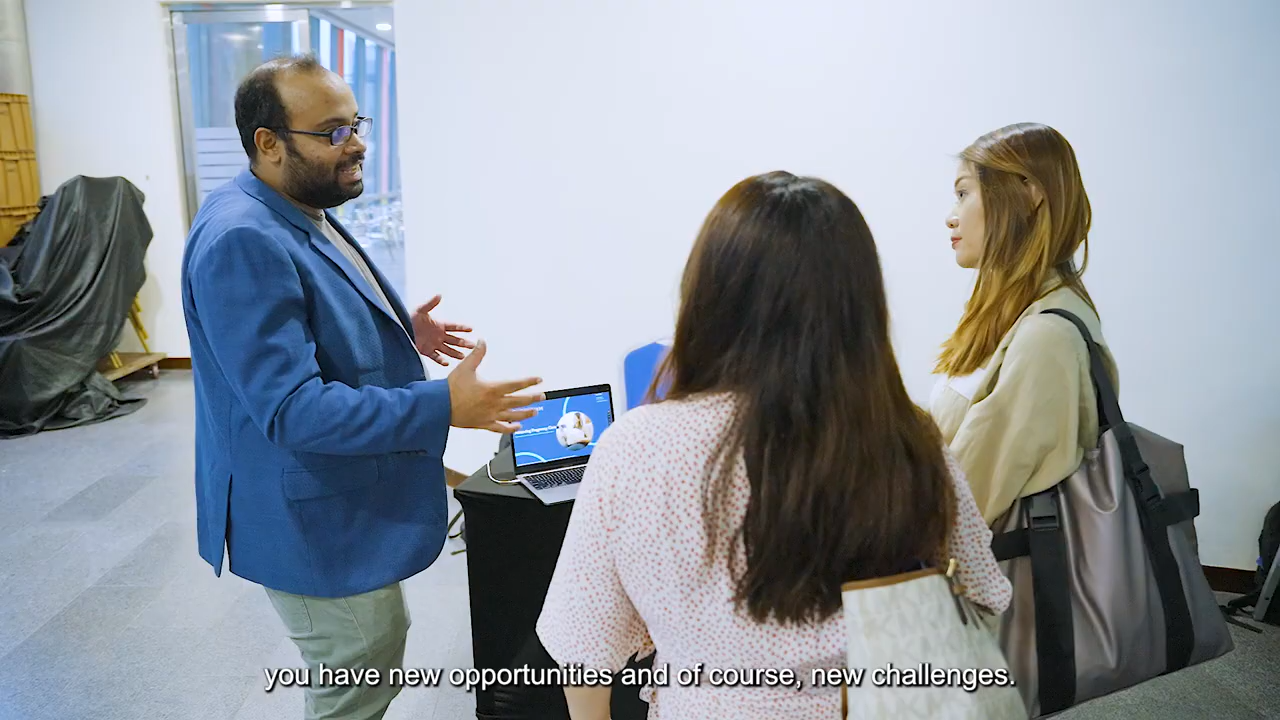 you have new opportunities and of course, new challenges.